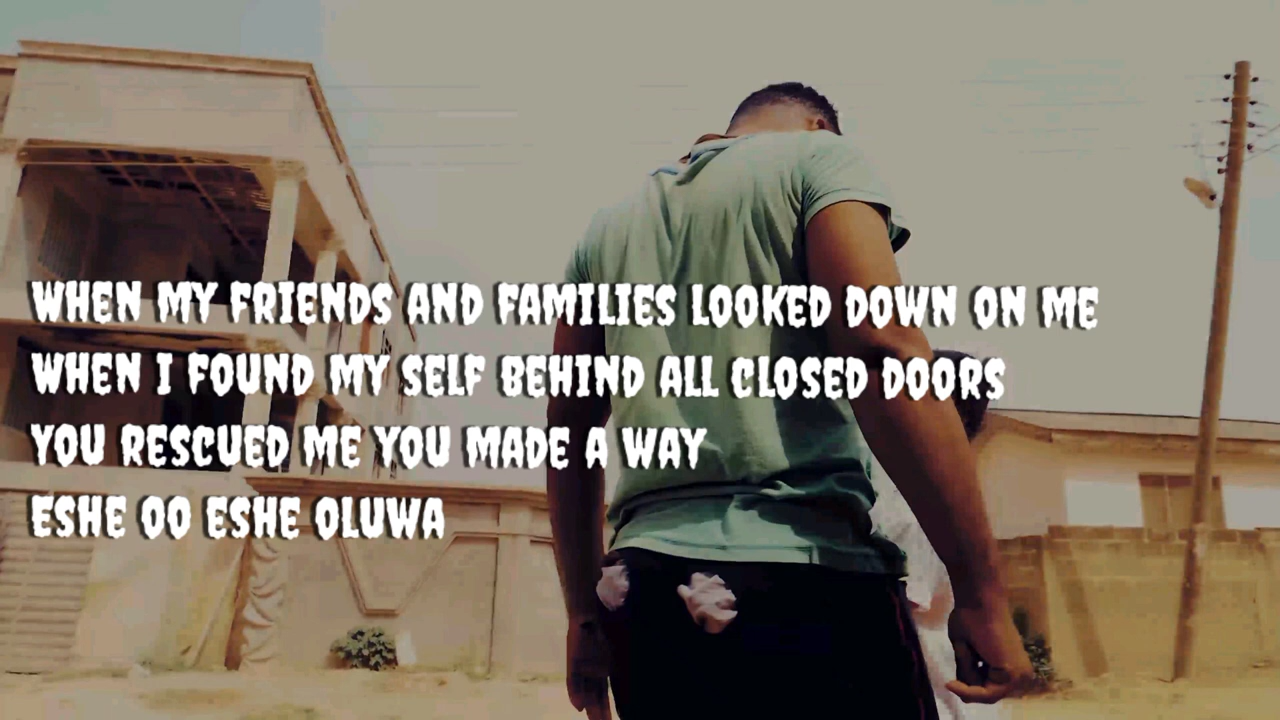 WHEN MY FRIENDS AND FAMILIES LOOKED DOWN ON ME
WHEN I FOUND MY SELF BEHIND ALL CLOSED DOORS
YOU RESCUED ME YOU MADE A WAY
ESHE OO ESHE OLUWA